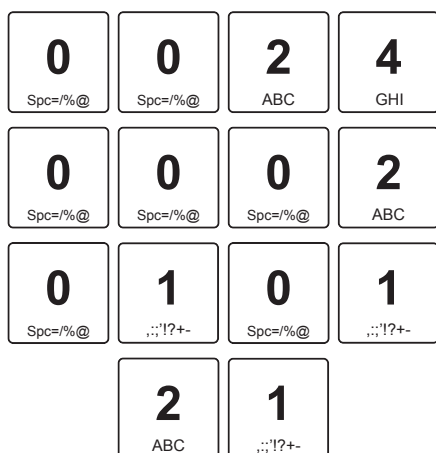 0 0 2 4
Spc=/%@ Spc=/%@ ABC GHI
0 0 0 2
Spc=/%@ Spc=/%@ Spc=/%@ ABC
0 1 0 1
Spc=/%@ ,:;'!?+- Spc=/%@ ,:;'!?+-
2 1
ABC ,:;'!?+-